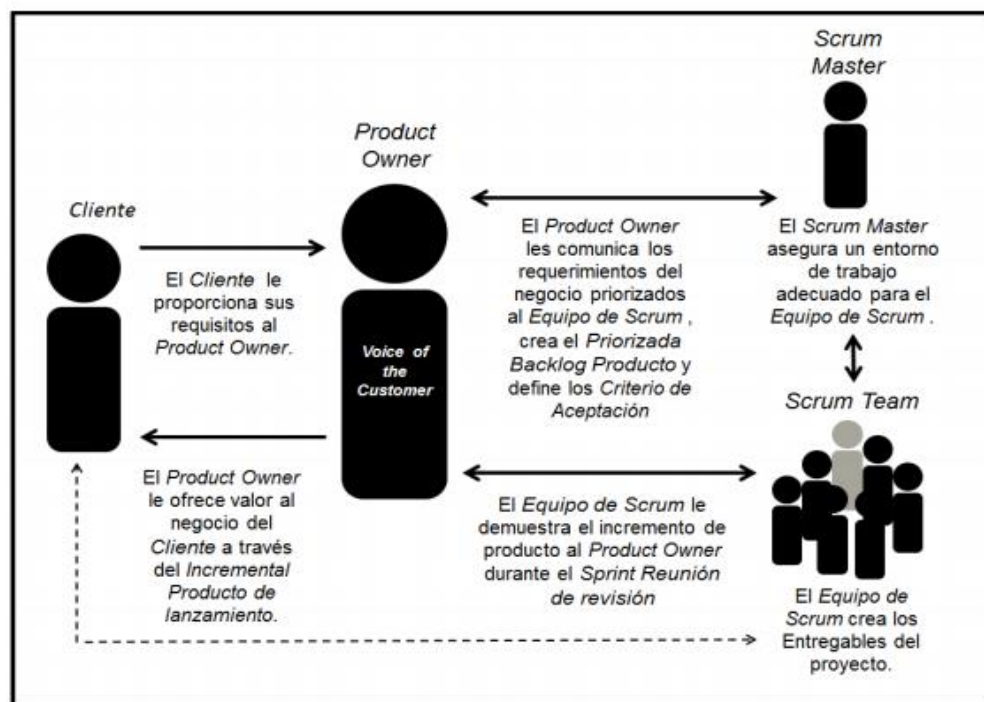 Cliente
El Cliente le
proporciona sus
requisitos al
Product Owner.
El Product Owner
le ofrece valor al
negocio del
Cliente a través
del Incremental
Producto de
lanzamiento.
Product
Owner
Voice of
the
Customer
El Product Owner
les comunica los
requerimientos del
negocio priorizados
al Equipo de Scrum ,
crea el Priorizada
Backlog Producto y
define los Criterio de
Aceptación
El Equipo de Scrum le
demuestra el incremento de
producto al Product Owner
durante el Sprint Reunión
de revisión
Scrum
Master
El Scrum Master
asegura un entorno
de trabajo
adecuado para el
Equipo de Scrum .
Scrum Team
El Equipo de
Scrum crea los
Entregables del
proyecto.